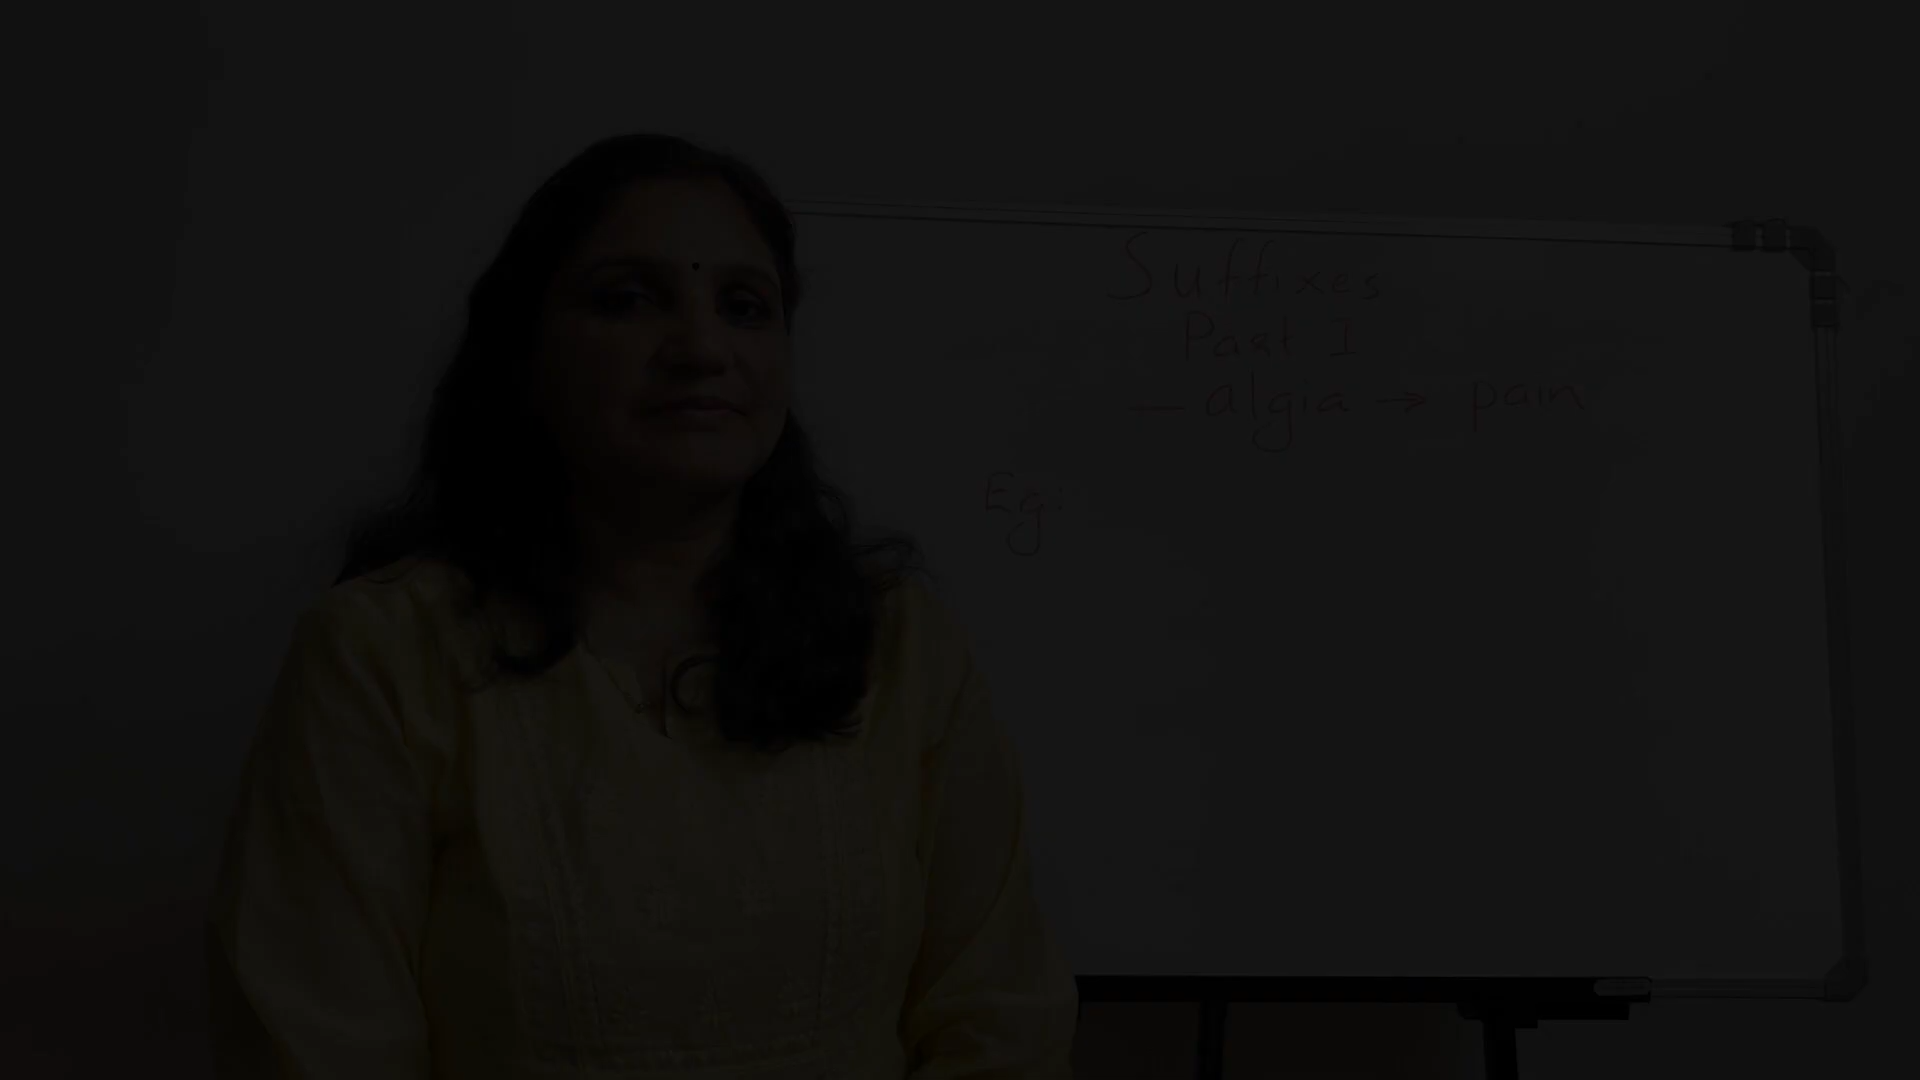 Suffixes
Part I
- algia → pain
Eg: